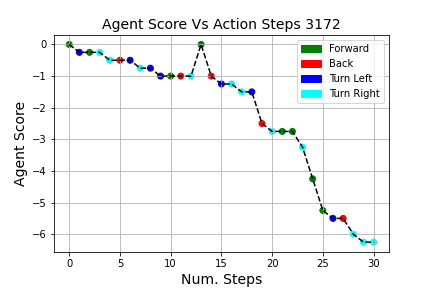 Agent Score Vs Action Steps 3172
0
−1
−2
−3
−4
−5
−6
Agent Score
Forward
Back
Turn Left
Turn Right
0 5 10 15 20 25 30
Num. Steps